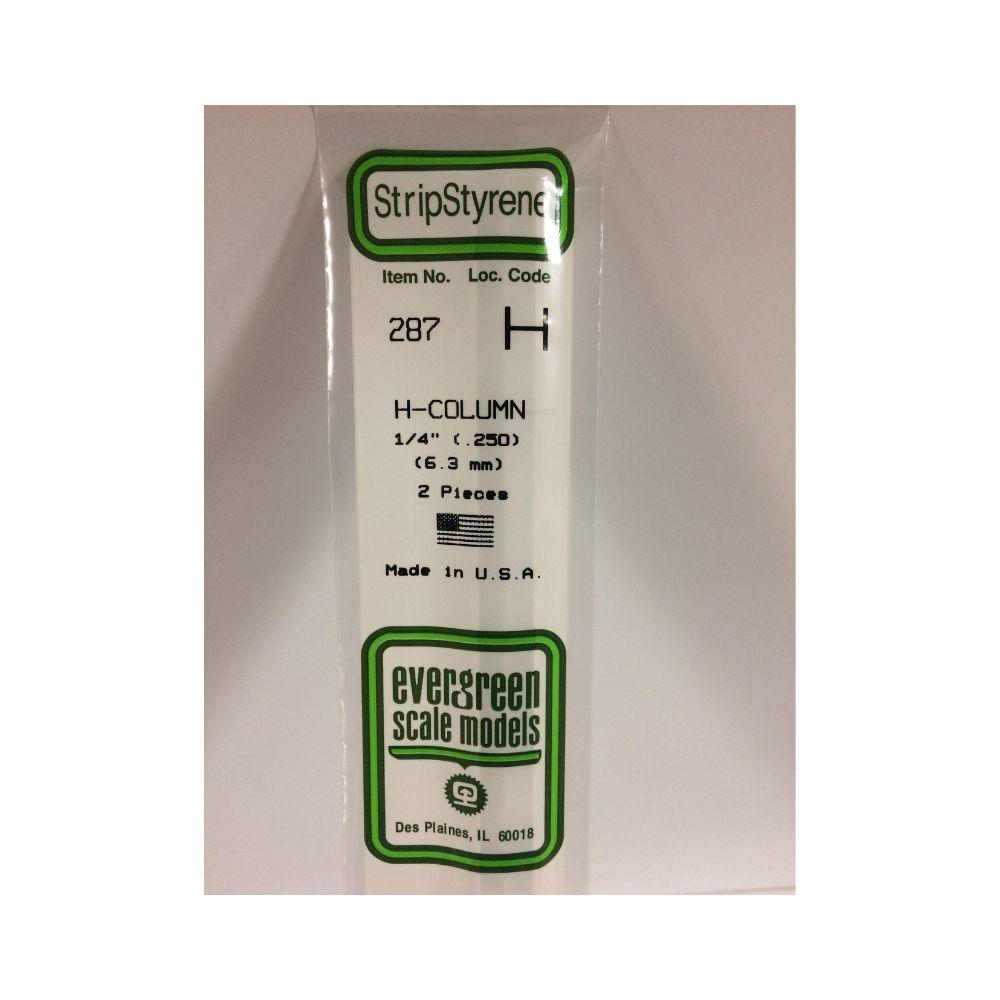 StripStyrene
Item No. Loc. Code
287 H
H-COLUMN
1/4" (.250)
(6.3 mm)
2 Pieces
Made in U.S.A.
evergreen
scale models
Des Plaines, IL 60018